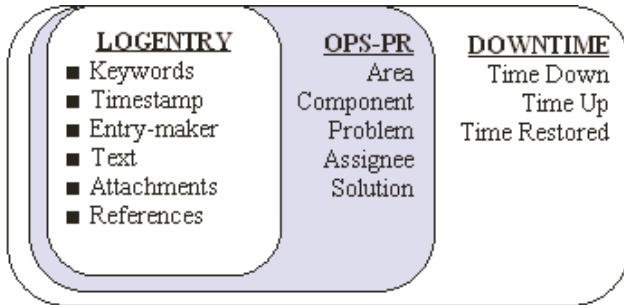 LOGENTRY
■ Keywords
■ Timestamp
■ Entry-maker
■ Text
■ Attachments
■ References
OPS-PR
Area
Component
Problem
Assignee
Solution
DOWNTIME
Time Down
Time Up
Time Restored